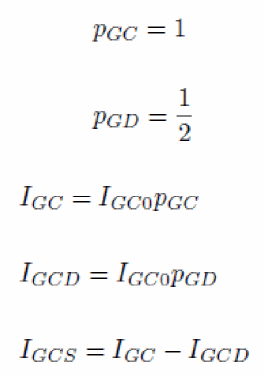 p_{GC} = 1
p_{GD} = \frac{1}{2}
I_{GC} = I_{GC0} p_{GC}
I_{GCD} = I_{GC0} p_{GD}
I_{GCS} = I_{GC} - I_{GCD}